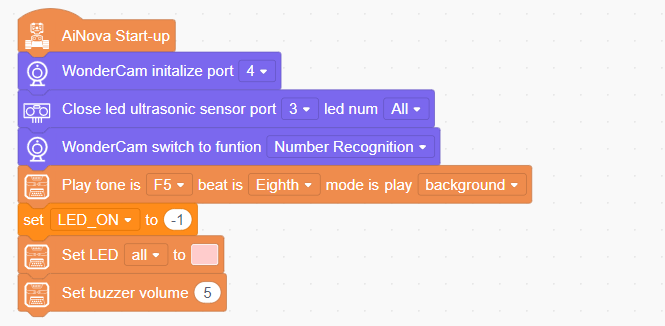 AiNova Start-up
WonderCam initalize port 4
Close led ultrasonic sensor port 3 led num All
WonderCam switch to funtion Number Recognition
Play tone is F5 beat is Eighth mode is play background
set LED_ON to -1
Set LED all to
Set buzzer volume 5